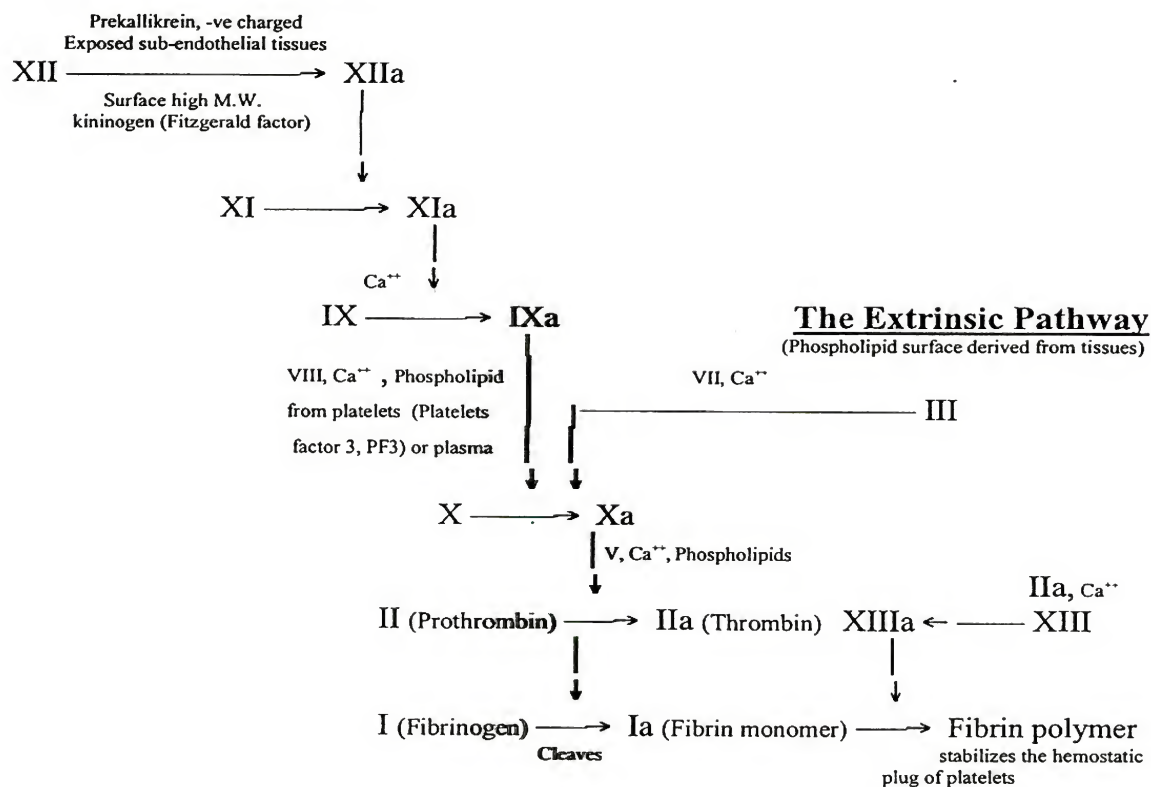 Prekallikrein, -ve charged
Exposed sub-endothelial tissues
XII XIIa
Surface high M.W.
kininogen (Fitzgerald factor)
XI XIa
Ca⁺⁺
IX IXa
The Extrinsic Pathway
(Phospholipid surface derived from tissues)
VIII, Ca⁺⁺ , Phospholipid
from platelets (Platelets
factor 3, PF3) or plasma
VII, Ca⁺⁺
III
X Xa
V, Ca⁺⁺, Phospholipids
IIa, Ca⁺⁺
II (Prothrombin) IIa (Thrombin) XIIIa XIII
I (Fibrinogen) Ia (Fibrin monomer) Fibrin polymer
Cleaves
stabilizes the hemostatic
plug of platelets